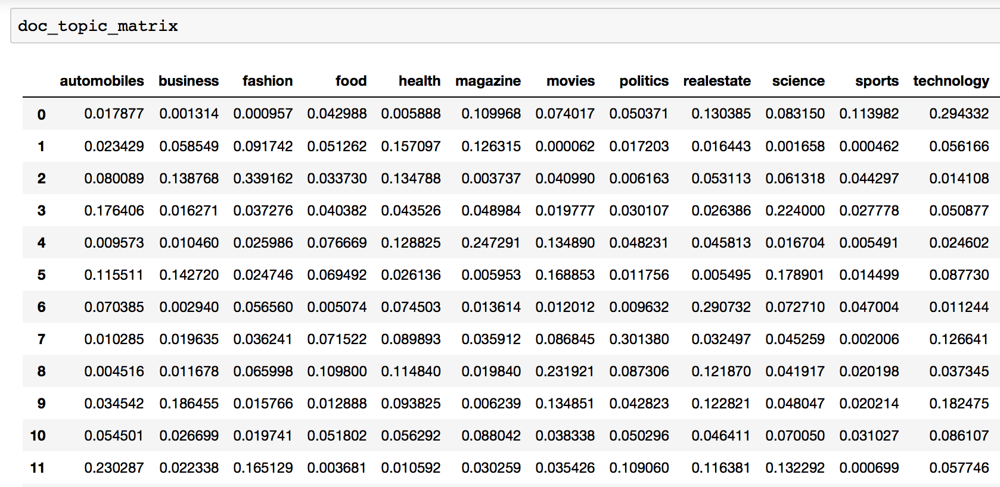 doc_topic_matrix
automobiles business fashion food health magazine movies politics realestate science sports technology
0 0.017877 0.001314 0.000957 0.042988 0.005888 0.109968 0.074017 0.050371 0.130385 0.083150 0.113982 0.294332
1 0.023429 0.058549 0.091742 0.051262 0.157097 0.126315 0.000062 0.017203 0.016443 0.001658 0.000462 0.056166
2 0.080089 0.138768 0.339162 0.033730 0.134788 0.003737 0.040990 0.006163 0.053113 0.061318 0.044297 0.014108
3 0.176406 0.016271 0.037276 0.040382 0.043526 0.048984 0.019777 0.030107 0.026386 0.224000 0.027778 0.050877
4 0.009573 0.010460 0.025986 0.076669 0.128825 0.247291 0.134890 0.048231 0.045813 0.016704 0.005491 0.024602
5 0.115511 0.142720 0.024746 0.069492 0.026136 0.005953 0.168853 0.011756 0.005495 0.178901 0.014499 0.087730
6 0.070385 0.002940 0.056560 0.005074 0.074503 0.013614 0.012012 0.009632 0.290732 0.072710 0.047004 0.011244
7 0.010285 0.019635 0.036241 0.071522 0.089893 0.035912 0.086845 0.301380 0.032497 0.045259 0.002006 0.126641
8 0.004516 0.011678 0.065998 0.109800 0.114840 0.019840 0.231921 0.087306 0.121870 0.041917 0.020198 0.037345
9 0.034542 0.186455 0.015766 0.012888 0.093825 0.006239 0.134851 0.042823 0.122821 0.048047 0.020214 0.182475
10 0.054501 0.026699 0.019741 0.051802 0.056292 0.088042 0.038338 0.050296 0.046411 0.070050 0.031027 0.086107
11 0.230287 0.022338 0.165129 0.003681 0.010592 0.030259 0.035426 0.109060 0.116381 0.132292 0.000699 0.057746